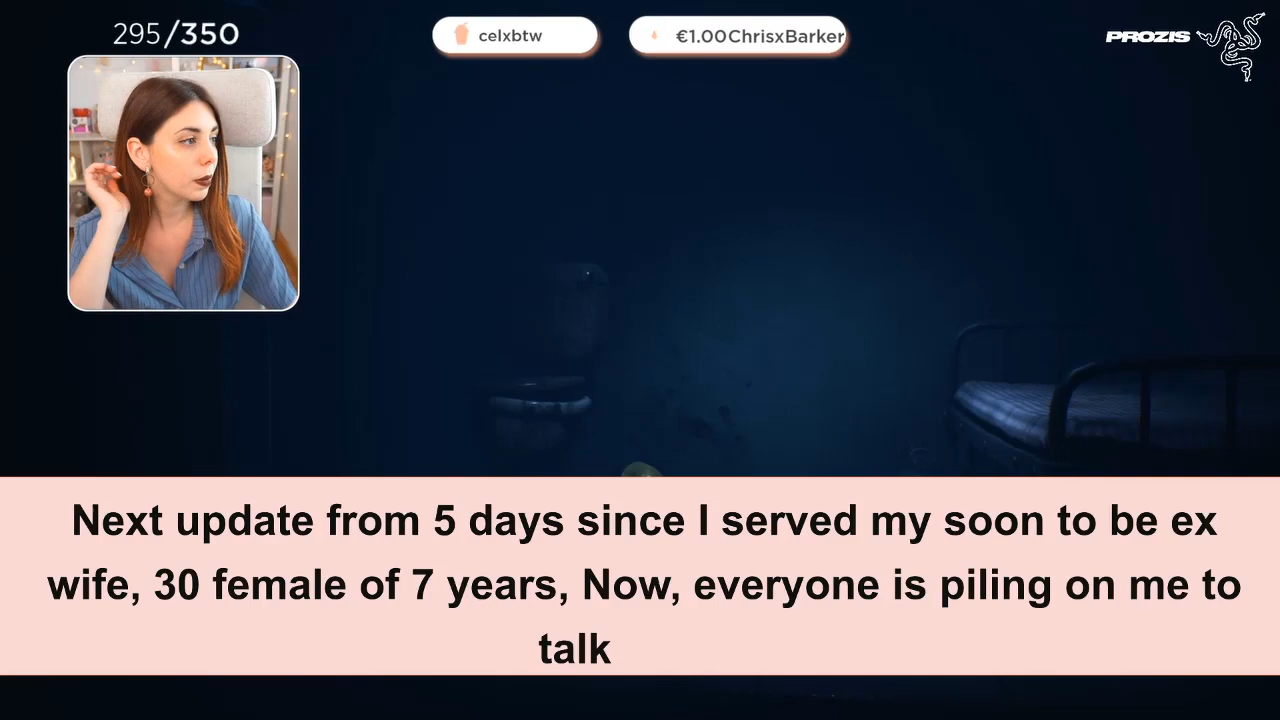 295/350
celxbtw
€1.00ChrisxBarker
PROZIS
Next update from 5 days since I served my soon to be ex
wife, 30 female of 7 years, Now, everyone is piling on me to
talk